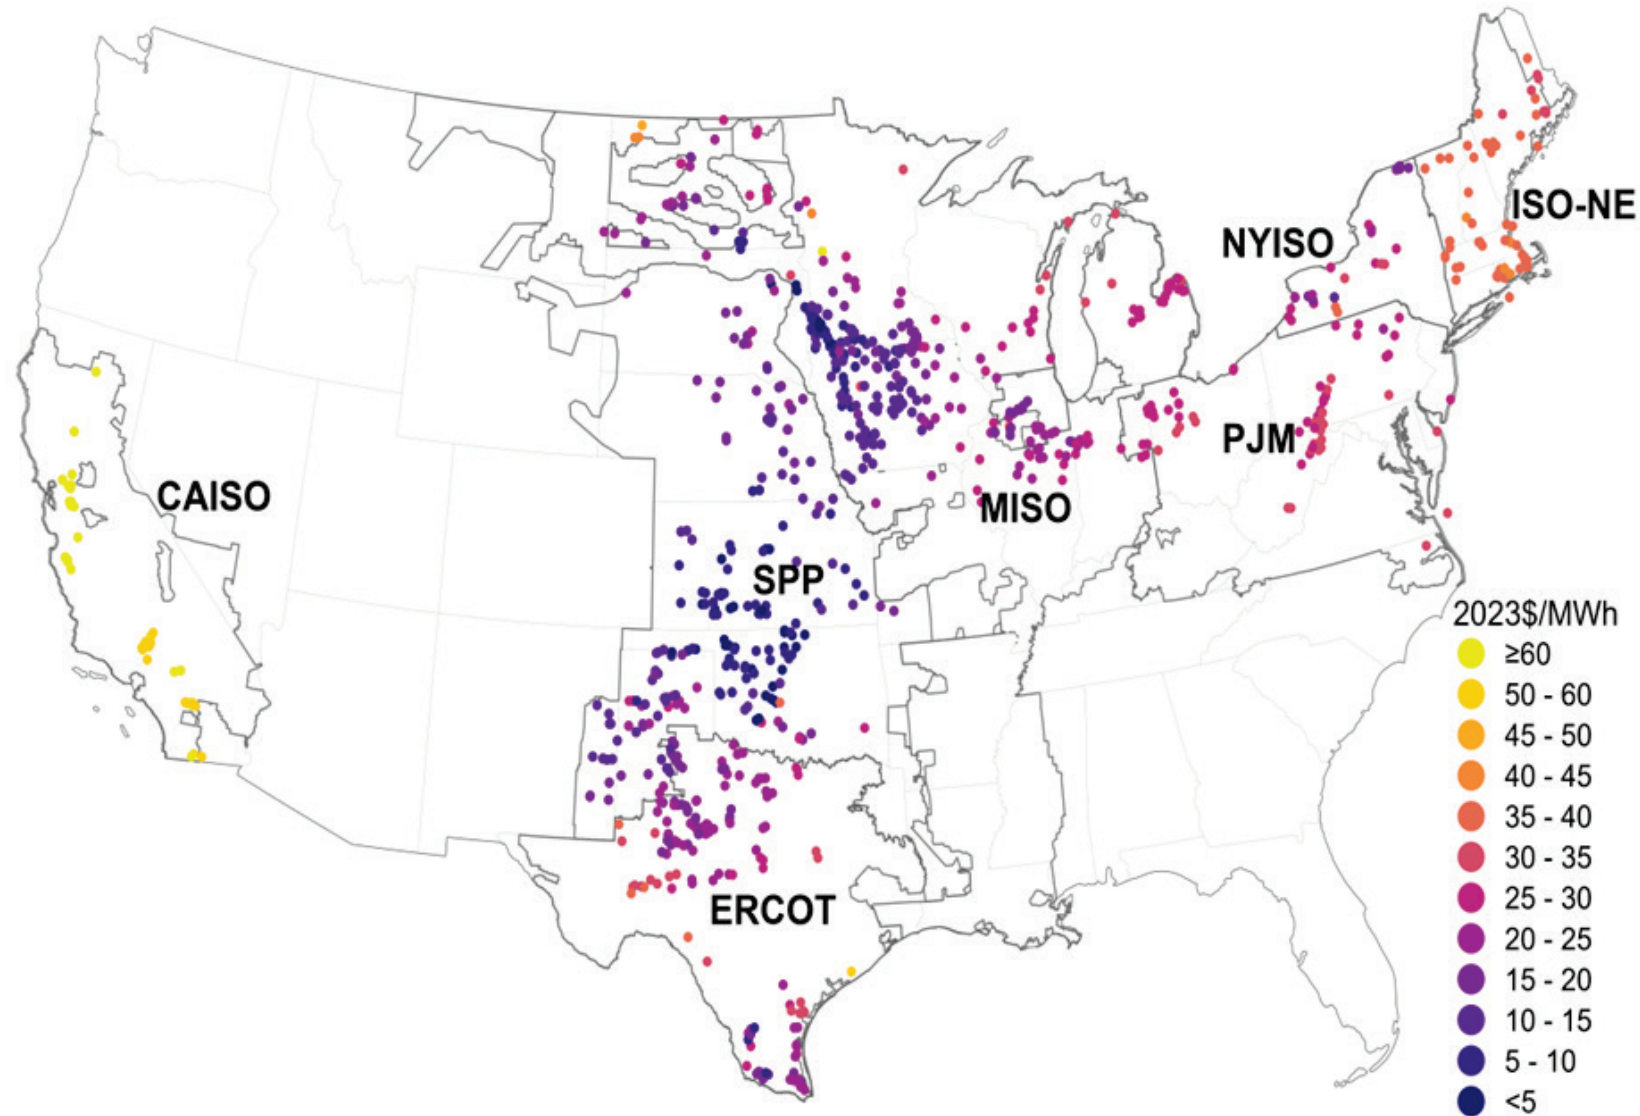 ISO-NE
NYISO
PJM
CAISO
MISO
SPP
ERCOT
2023$/MWh
≥60
50 - 60
45 - 50
40 - 45
35 - 40
30 - 35
25 - 30
20 - 25
15 - 20
10 - 15
5 - 10
<5